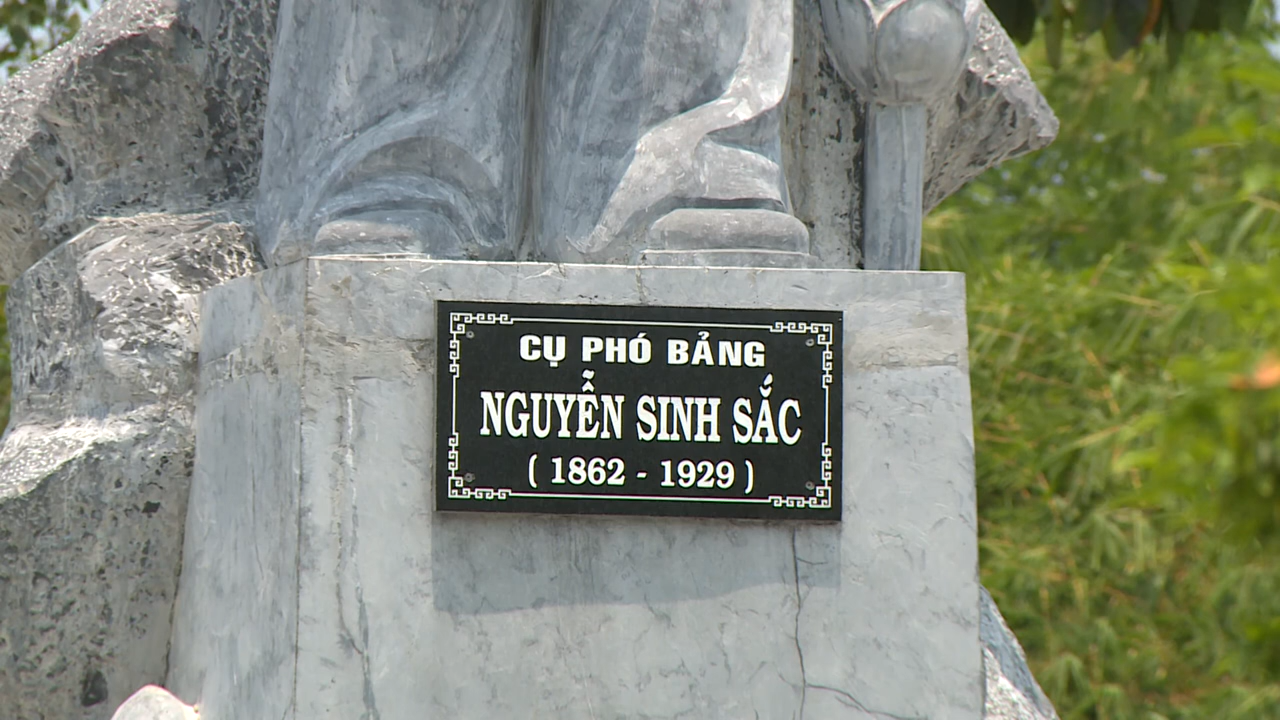 CỤ PHÓ BẢNG
NGUYỄN SINH SẮC
( 1862 - 1929 )